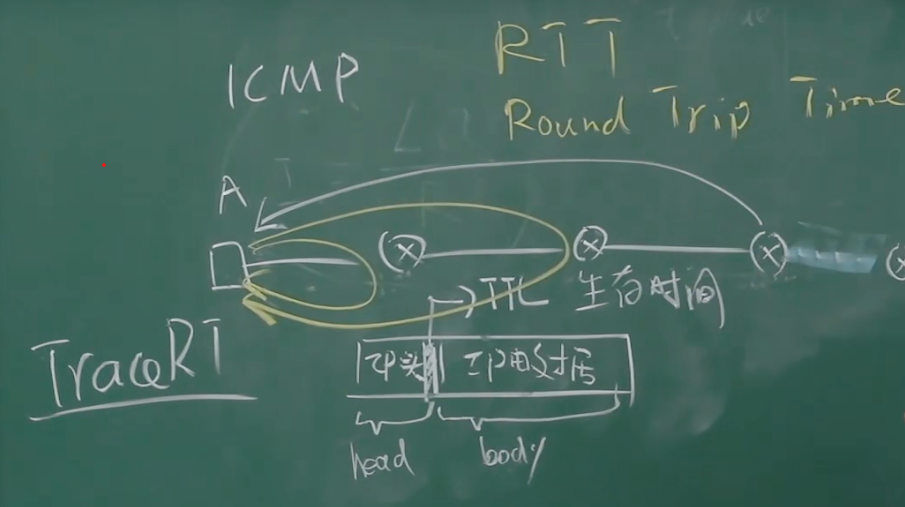 RTT
ICMP
Round Trip Time
A
TTL 生存时间
TraceRT
IP头 IP的数据
head body